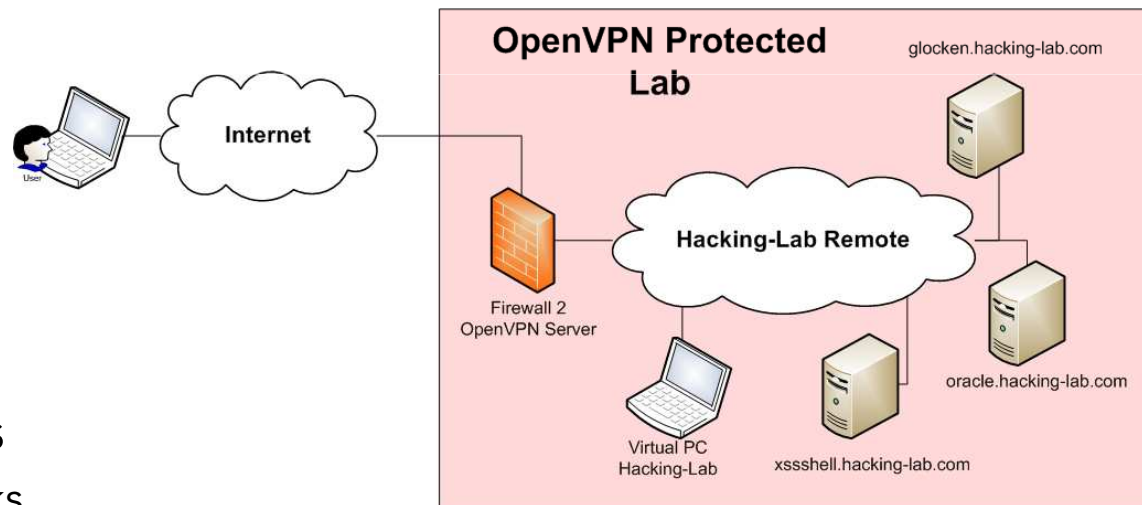 OpenVPN Protected
Lab
glocken.hacking-lab.com
Internet
User
Hacking-Lab Remote
Firewall 2
OpenVPN Server
oracle.hacking-lab.com
Virtual PC
Hacking-Lab
xssshell.hacking-lab.com